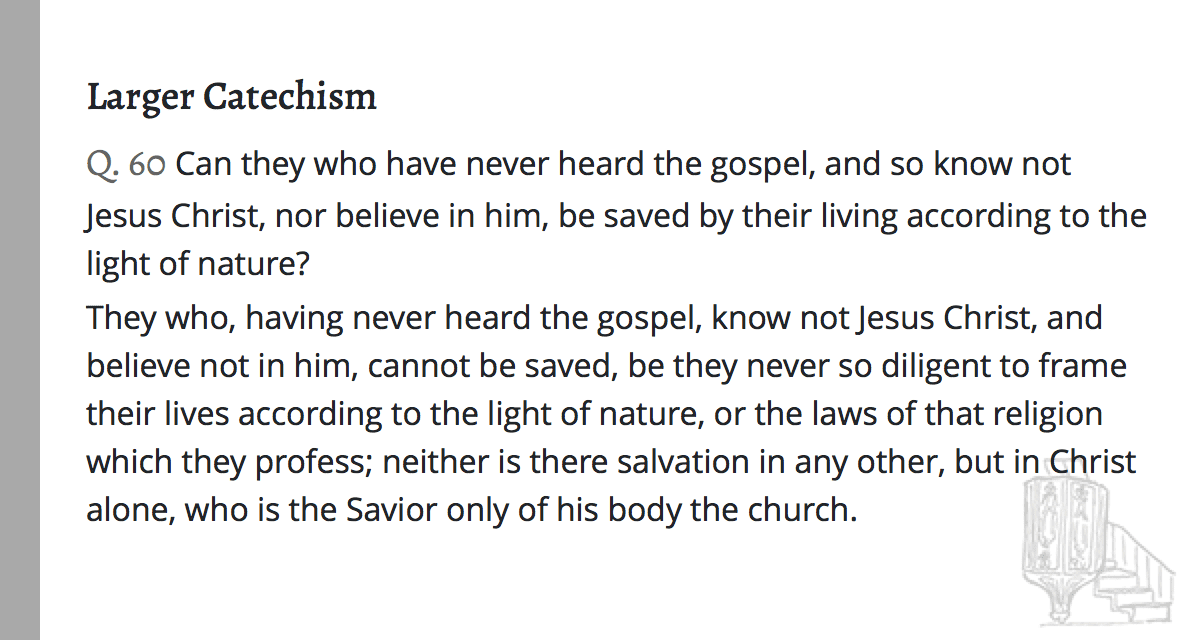 Larger Catechism
Q. 60 Can they who have never heard the gospel, and so know not
Jesus Christ, nor believe in him, be saved by their living according to the
light of nature?
They who, having never heard the gospel, know not Jesus Christ, and
believe not in him, cannot be saved, be they never so diligent to frame
their lives according to the light of nature, or the laws of that religion
which they profess; neither is there salvation in any other, but in Christ
alone, who is the Savior only of his body the church.